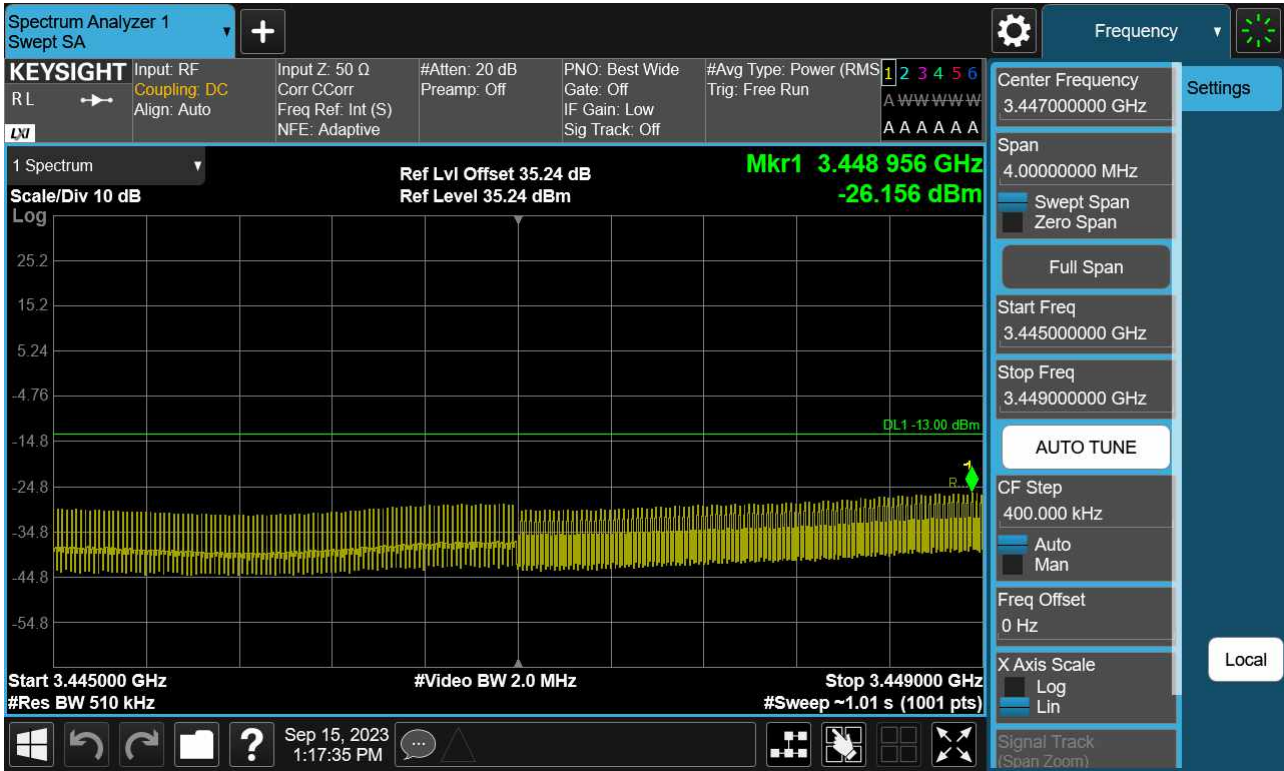 Spectrum Analyzer 1
Swept SA
Frequency
KEYSIGHT
R L
LXI
Input: RF
Coupling: DC
Align: Auto
Input Z: 50 Ω
Corr CCorr
Freq Ref: Int (S)
NFE: Adaptive
#Atten: 20 dB
Preamp: Off
PNO: Best Wide
Gate: Off
IF Gain: Low
Sig Track: Off
#Avg Type: Power (RMS
Trig: Free Run
1 2 3 4 5 6
A W W W W W
A A A A A A
1 Spectrum
Scale/Div 10 dB
Log
Ref Lvl Offset 35.24 dB
Ref Level 35.24 dBm
Mkr1 3.448 956 GHz
-26.156 dBm
25.2
15.2
5.24
-4.76
-14.8
-24.8
-34.8
-44.8
-54.8
DL1 -13.00 dBm
1
R...
Start 3.445000 GHz
#Res BW 510 kHz
#Video BW 2.0 MHz
Stop 3.449000 GHz
#Sweep ~1.01 s (1001 pts)
Center Frequency
3.447000000 GHz
Span
4.00000000 MHz
Swept Span
Zero Span
Full Span
Start Freq
3.445000000 GHz
Stop Freq
3.449000000 GHz
AUTO TUNE
CF Step
400.000 kHz
Auto
Man
Freq Offset
0 Hz
X Axis Scale
Log
Lin
Signal Track
(Span Zoom)
Settings
Local
?
Sep 15, 2023
1:17:35 PM